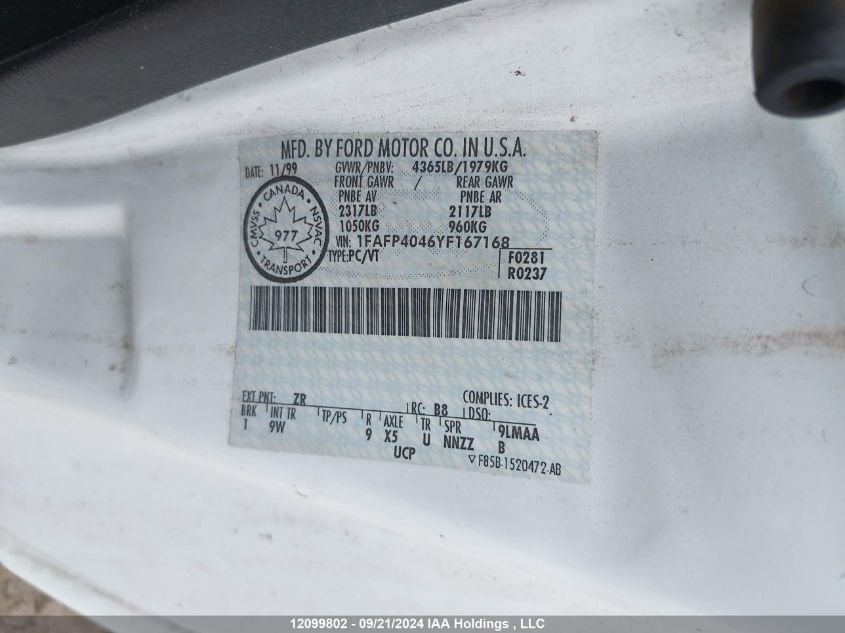 MFD. BY FORD MOTOR CO. IN U.S.A.
DATE: 11/99 GVWR/PNBV: 4365LB/1979KG
FRONT GAWR / REAR GAWR
PNBE AV PNBE AR
2317LB 2117LB
1050KG 960KG
VIN: 1FAFP4046YF167168
TYPE:PC/VT F0281
R0237
CANADA
CMVSS NSVAC
977
TRANSPORT
EXT PNT: ZR RC: B8 DSO: COMPLIES: ICES-2
BRK INT TR TP/PS R AXLE TR SPR 9LMAA
1 9W 9 X5 U NNZZ B
UCP ▽ F85B-1520472-AB
12099802 - 09/21/2024 IAA Holdings , LLC